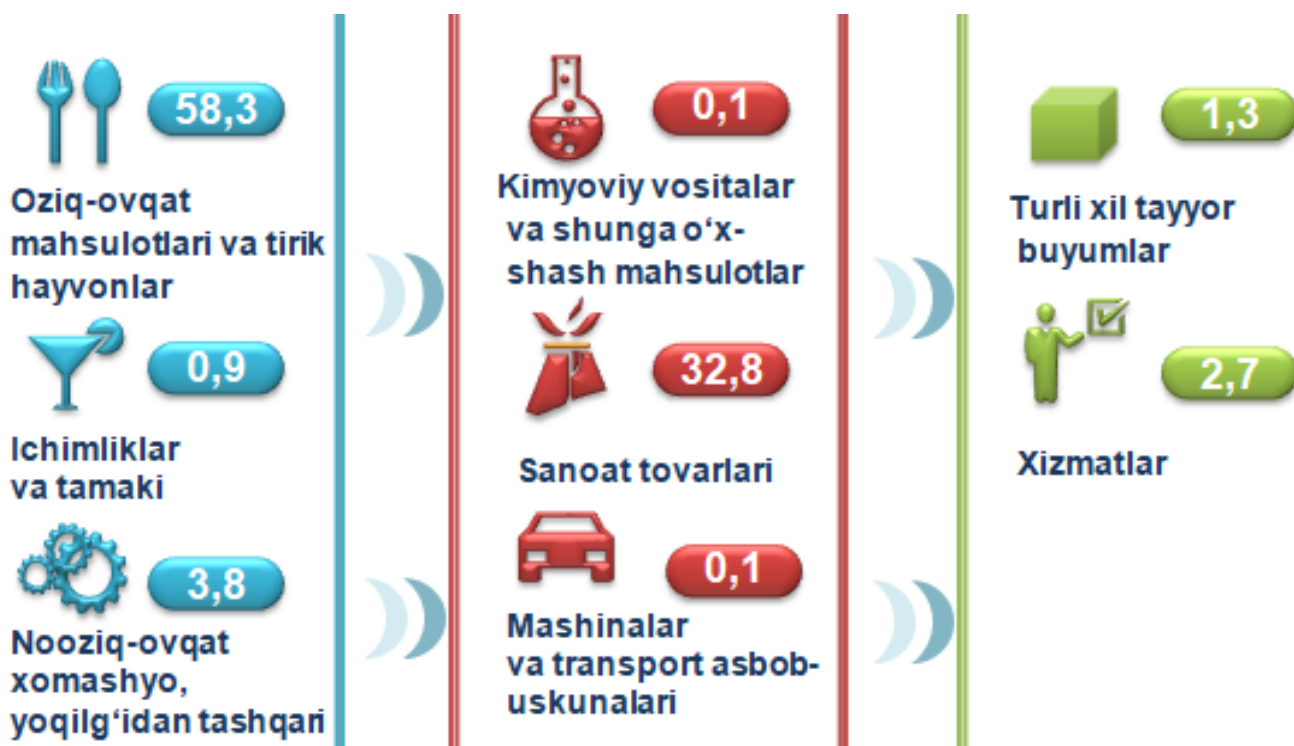 58,3
Oziq-ovqat
mahsulotlari va tirik
hayvonlar
0,9
Ichimliklar
va tamaki
3,8
Nooziq-ovqat
xomashyo,
yoqilg‘idan tashqari
0,1
Kimyoviy vositalar
va shunga o‘x-
shash mahsulotlar
32,8
Sanoat tovarlari
0,1
Mashinalar
va transport asbob-
uskunalari
1,3
Turli xil tayyor
buyumlar
2,7
Xizmatlar